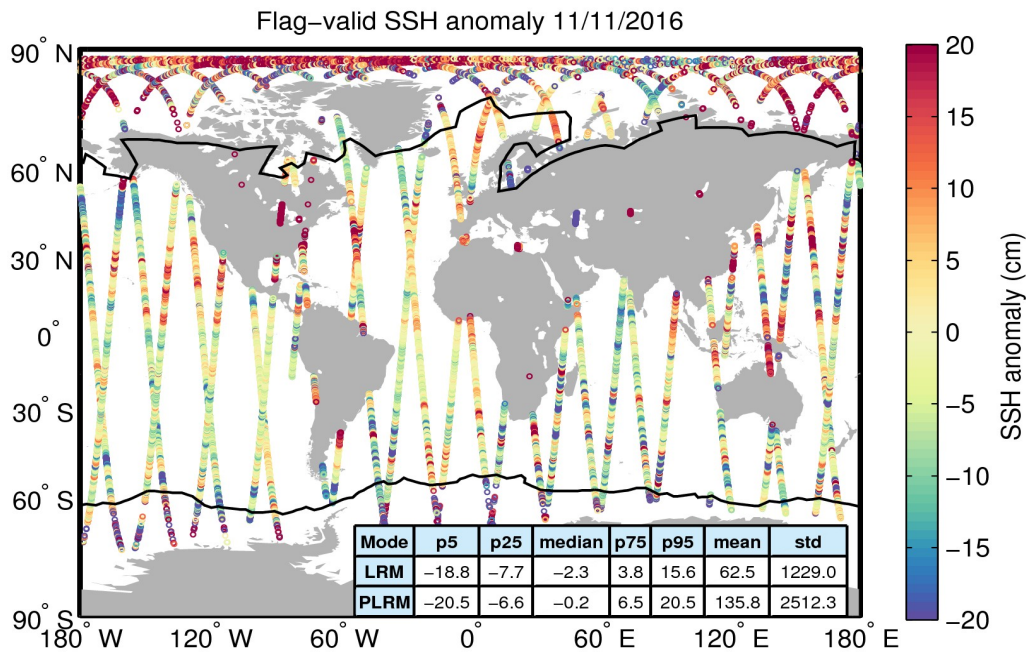 Flag−valid SSH anomaly 11/11/2016
90° N
60° N
30° N
0°
30° S
60° S
90° S
180° W
120° W
60° W
0°
60° E
120° E
180° E
Mode p5 p25 median p75 p95 mean std
LRM −18.8 −7.7 −2.3 3.8 15.6 62.5 1229.0
PLRM −20.5 −6.6 −0.2 6.5 20.5 135.8 2512.3
20
15
10
5
0
−5
−10
−15
−20
SSH anomaly (cm)